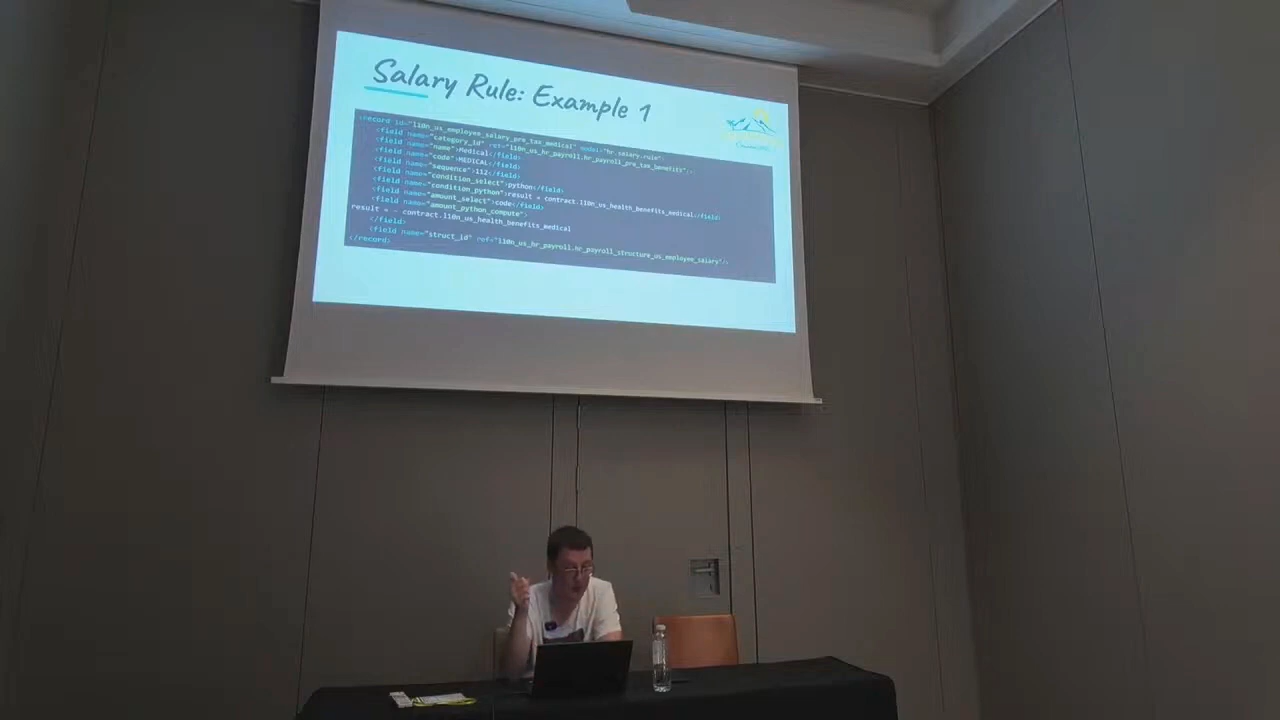 Salary Rule: Example 1
<record id="l10n_us_employee_salary_pre_tax_medical" model="hr.salary.rule">
<field name="category_id" ref="l10n_us_hr_payroll.hr_payroll_pre_tax_benefits"/>
<field name="name">Medical</field>
<field name="code">MEDICAL</field>
<field name="sequence">112</field>
<field name="condition_select">python</field>
<field name="condition_python">result = contract.l10n_us_health_benefits_medical</field>
<field name="amount_select">code</field>
<field name="amount_python_compute">
result = - contract.l10n_us_health_benefits_medical
</field>
<field name="struct_id" ref="l10n_us_hr_payroll.hr_payroll_structure_us_employee_salary"/>
</record>